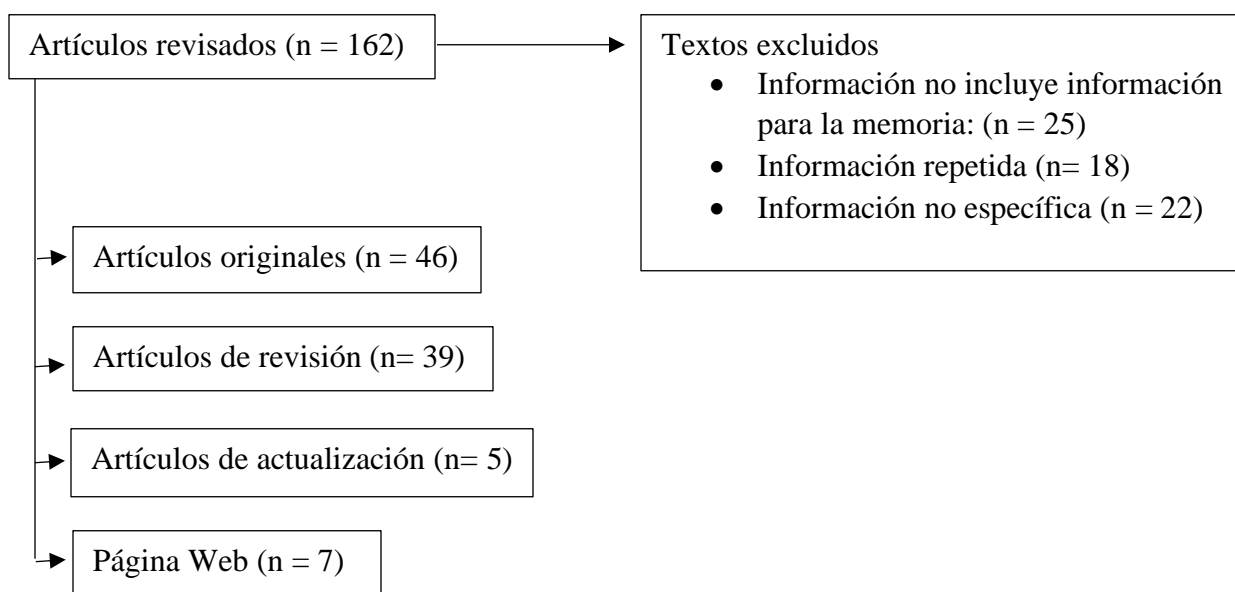 Artículos revisados (n = 162)
Textos excluidos
• Información no incluye información
para la memoria: (n = 25)
• Información repetida (n= 18)
• Información no específica (n = 22)
Artículos originales (n = 46)
Artículos de revisión (n= 39)
Artículos de actualización (n= 5)
Página Web (n = 7)